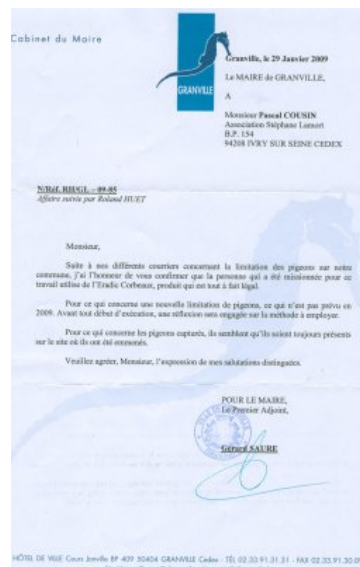 Cabinet du Maire
GRANVILLE
Granville, le 29 Janvier 2009
Le MAIRE de GRANVILLE,
A
Monsieur Pascal COUSIN
Association Stéphane Lamart
B.P. 154
94208 IVRY SUR SEINE CEDEX
N/Réf. RH/GL – 09-05
Affaire suivie par Roland HUET
Monsieur,
Suite à nos différents courriers concernant la limitation des pigeons sur notre
commune, j'ai l'honneur de vous confirmer que la personne qui a été missionnée pour ce
travail utilise de l'Eradic Corbeaux, produit qui est tout à fait légal.
Pour ce qui concerne une nouvelle limitation de pigeons, ce qui n'est pas prévu en
2009. Avant tout début d'exécution, une réflexion sera engagée sur la méthode à employer.
Pour ce qui concerne les pigeons capturés, ils semblent qu'ils soient toujours présents
sur le site où ils ont été emmenés.
Veuillez agréer, Monsieur, l'expression de mes salutations distinguées.
POUR LE MAIRE,
Le Premier Adjoint,
Gérard SAURE
HÔTEL DE VILLE Cours Jonville BP 409 50404 GRANVILLE Cedex - TÉL 02.33.91.31.31 - FAX 02.33.91.30.09